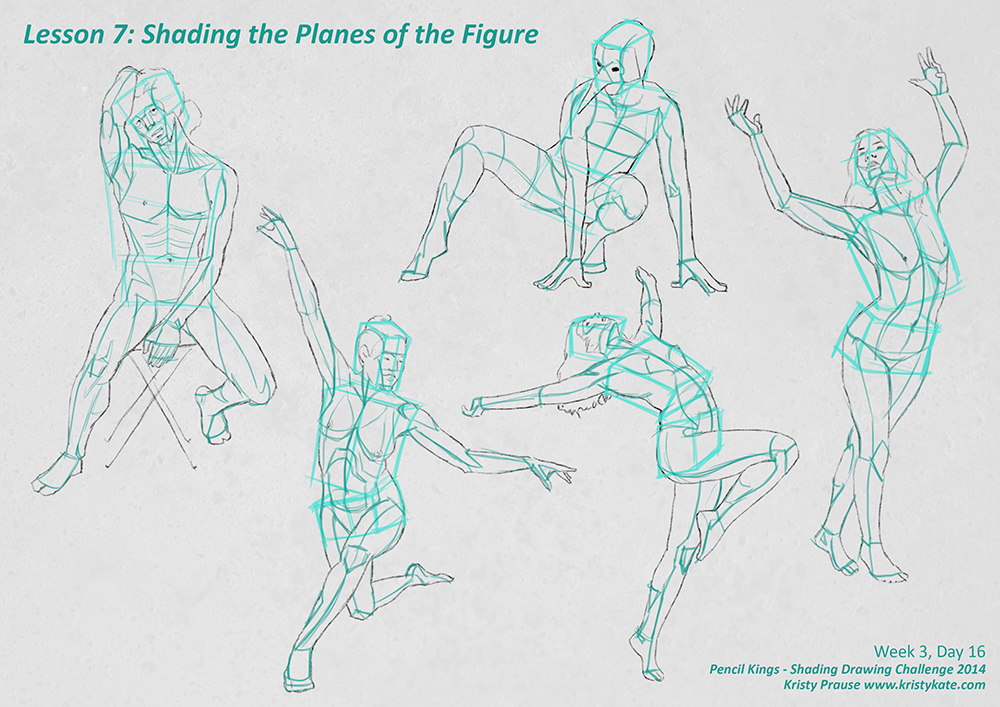 Lesson 7: Shading the Planes of the Figure
Week 3, Day 16
Pencil Kings - Shading Drawing Challenge 2014
Kristy Prause www.kristykate.com